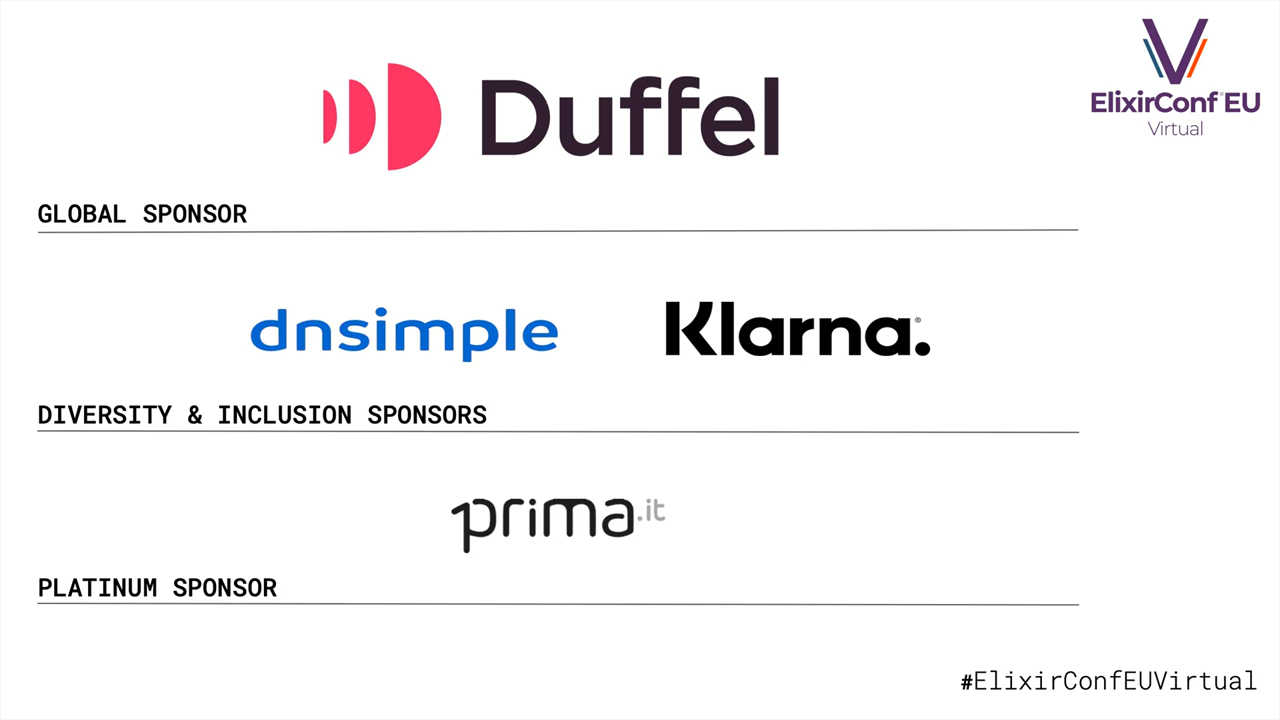 Duffel
ElixirConf® EU
Virtual
GLOBAL SPONSOR
dnsimple
Klarna.®
DIVERSITY & INCLUSION SPONSORS
prima.it
PLATINUM SPONSOR
#ElixirConfEUVirtual